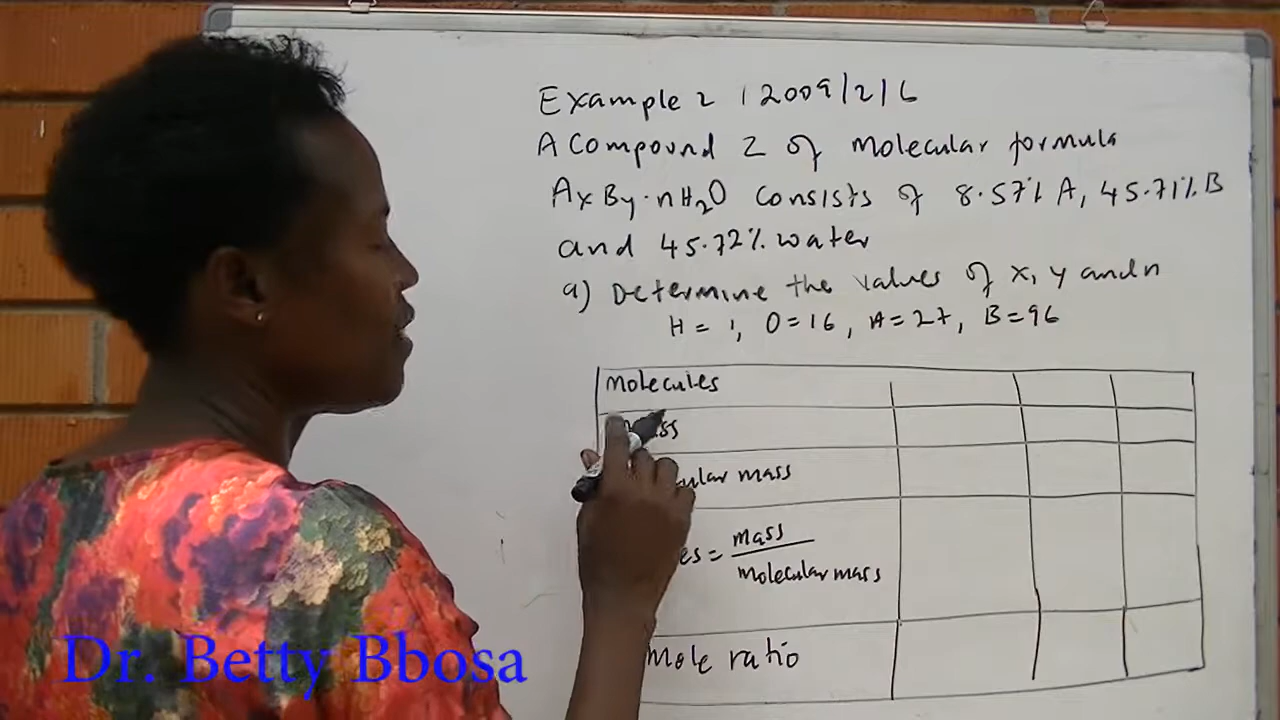 Example 2 | 2009/2/6
A Compound Z of Molecular formula
AxBy.nH₂O consists of 8.57% A, 45.71% B
and 45.72% water
a) Determine the values of x, y and n
H = 1, O = 16, A = 27, B = 96
Molecules
mass
mass
= mass
molecular mass
Mole ratio
Dr. Betty Bbosa